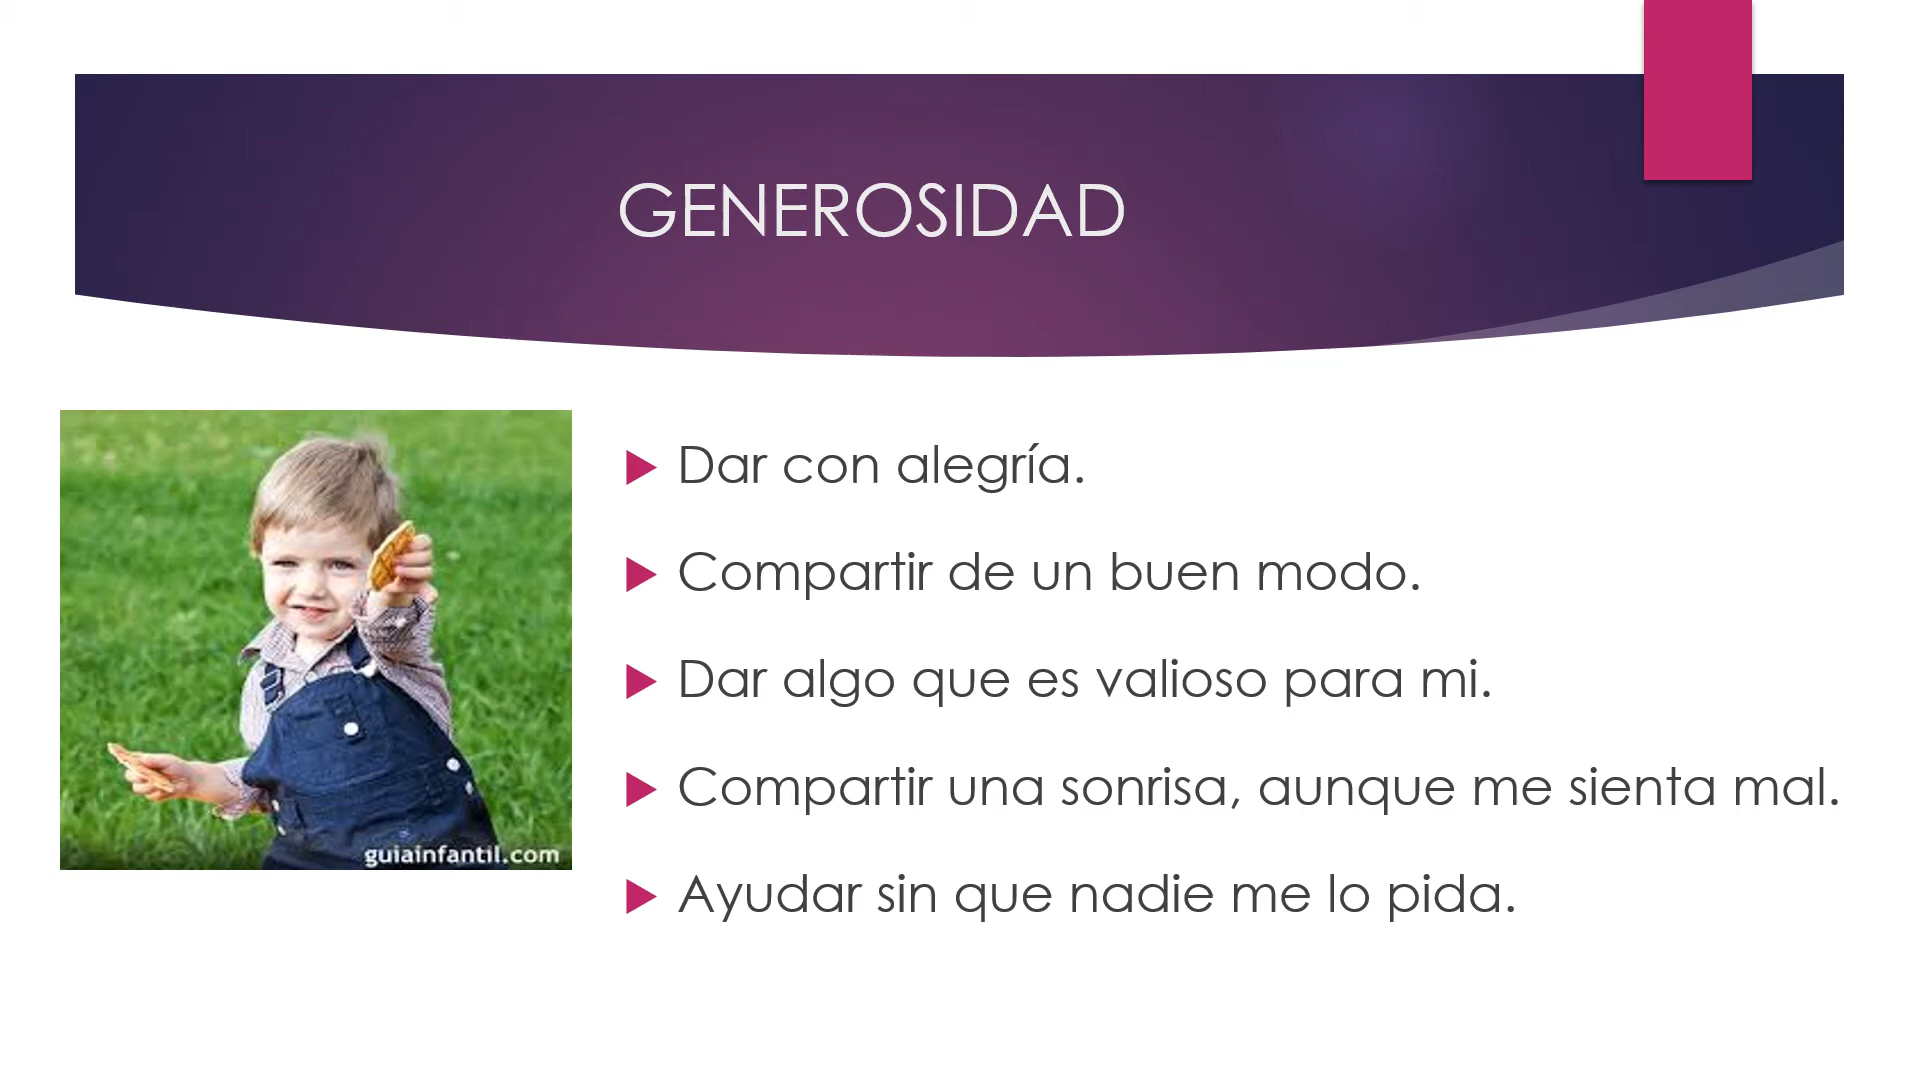 GENEROSIDAD
Dar con alegría.
Compartir de un buen modo.
Dar algo que es valioso para mi.
Compartir una sonrisa, aunque me sienta mal.
Ayudar sin que nadie me lo pida.
guiainfantil.com